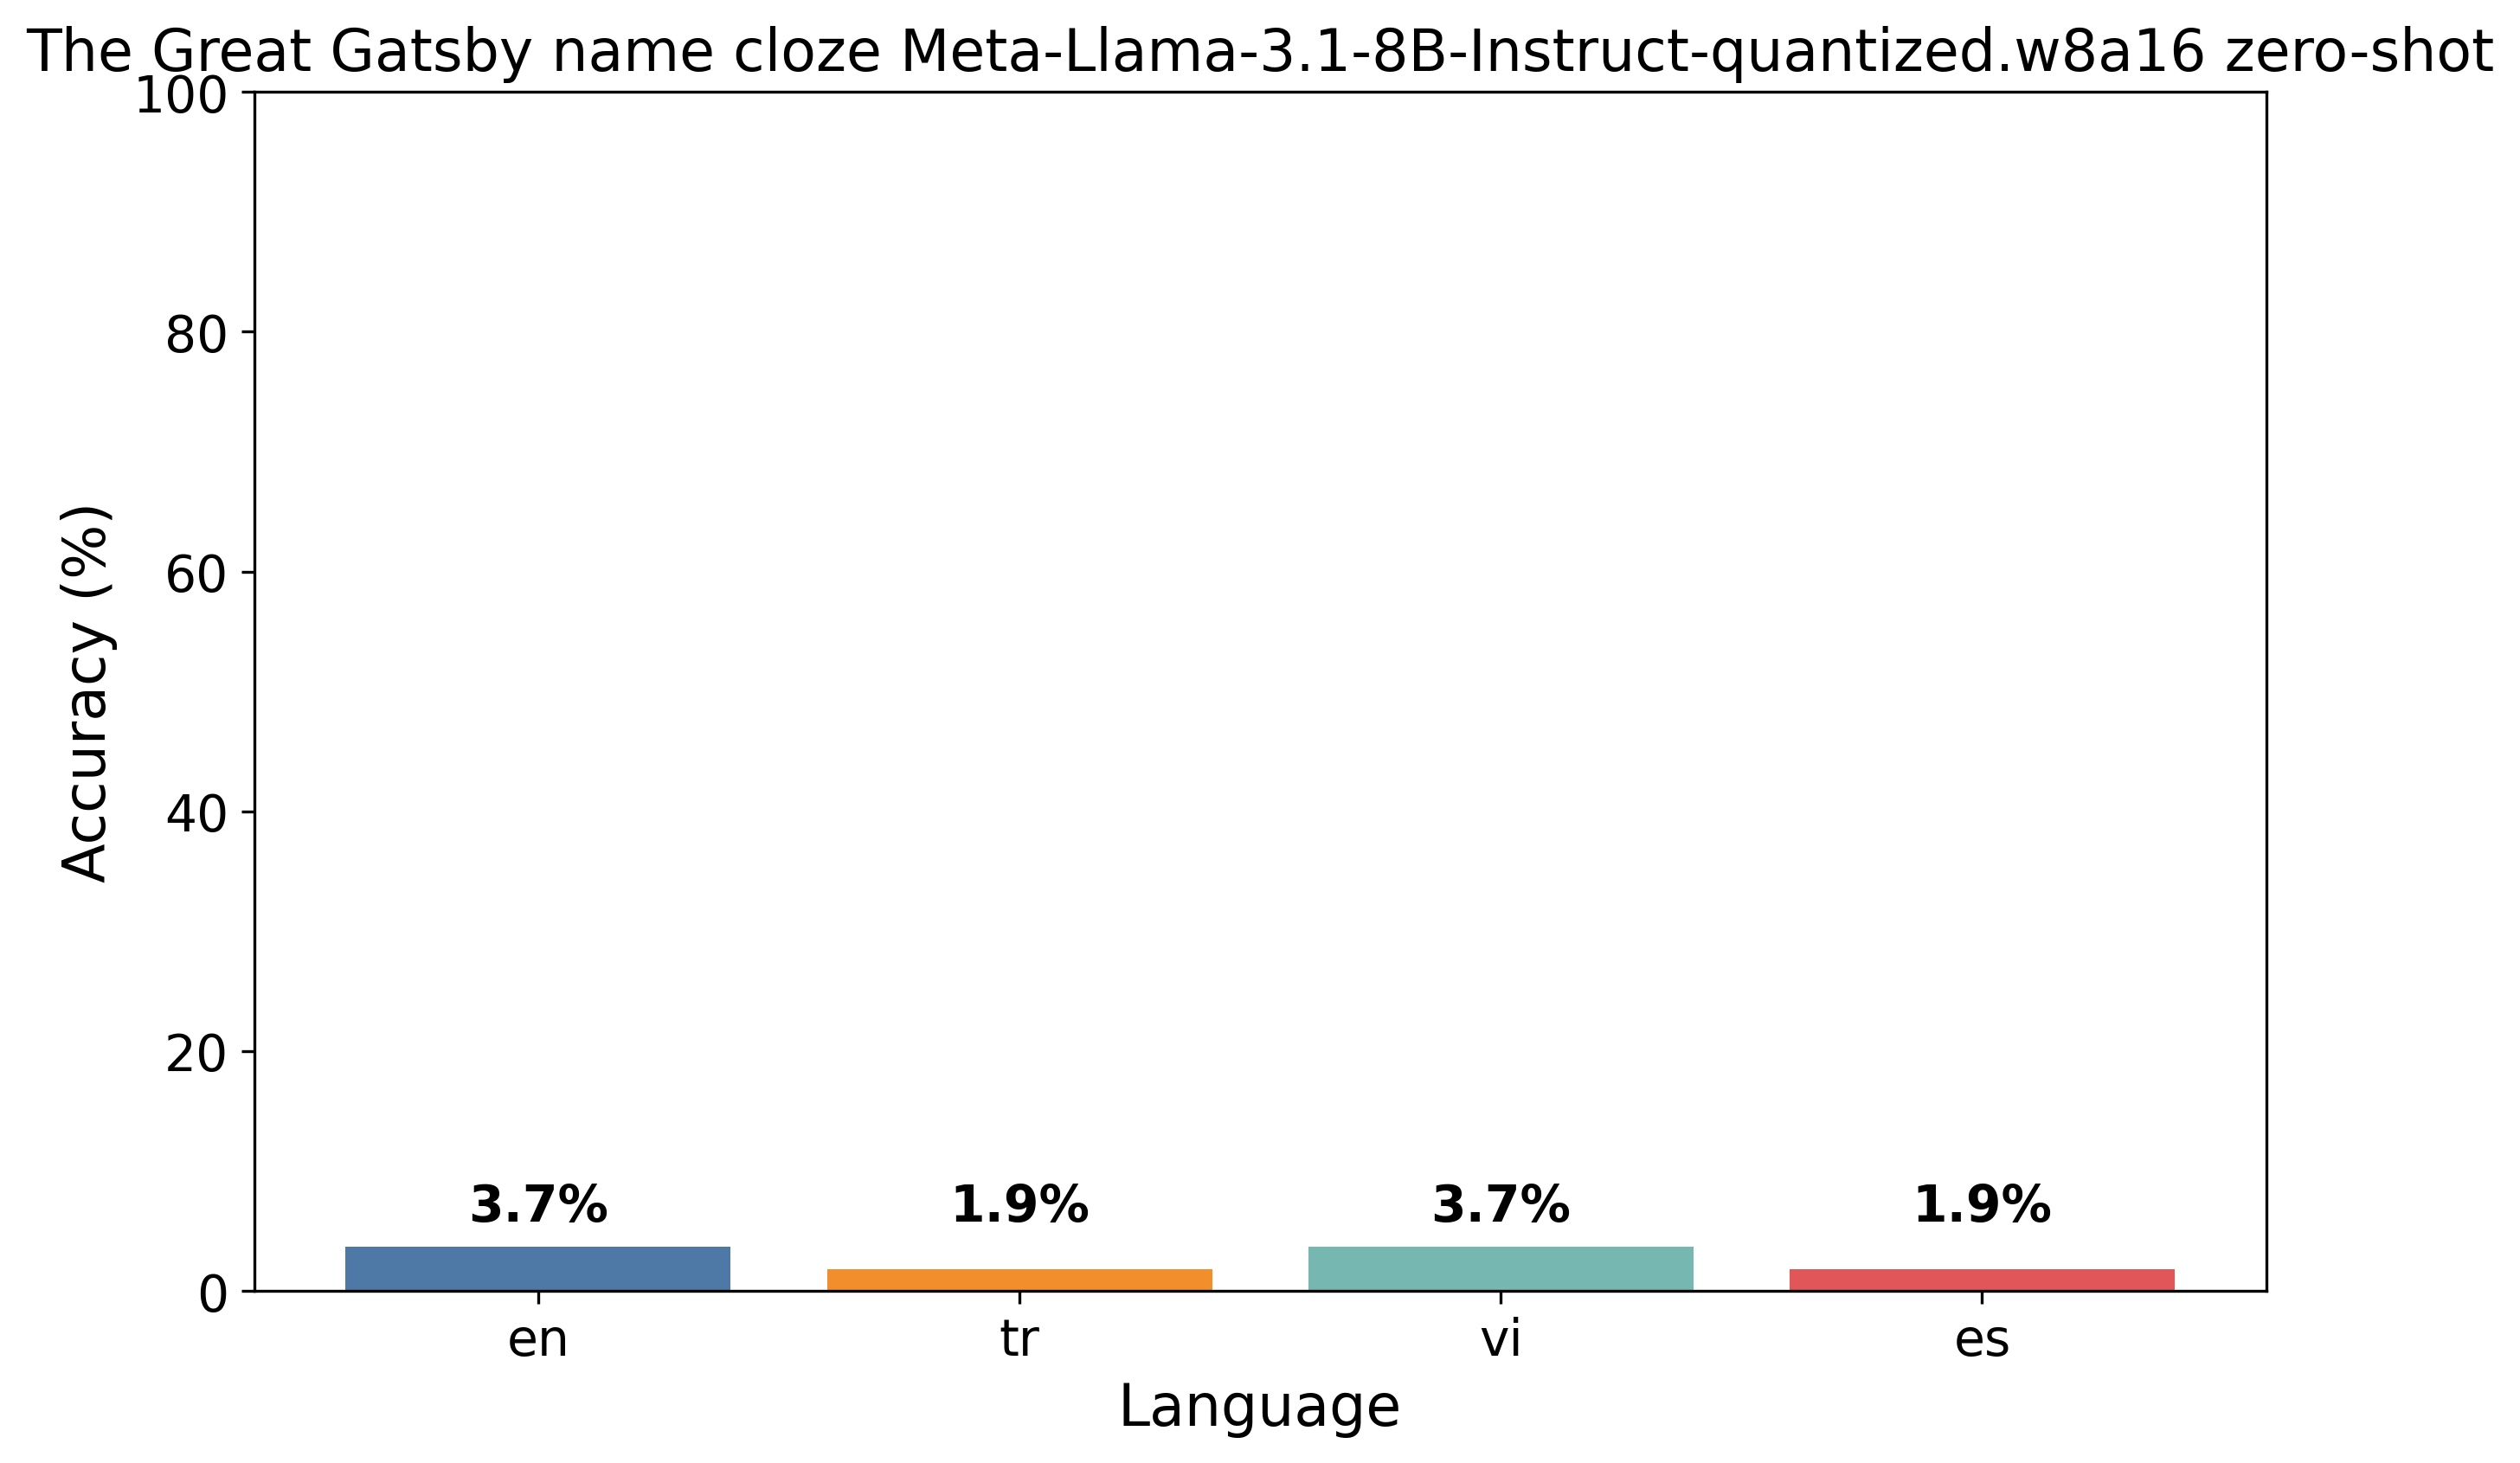 The Great Gatsby name cloze Meta-Llama-3.1-8B-Instruct-quantized.w8a16 zero-shot
100
80
60
40
20
0
Accuracy (%)
3.7%
1.9%
3.7%
1.9%
en
tr
vi
es
Language